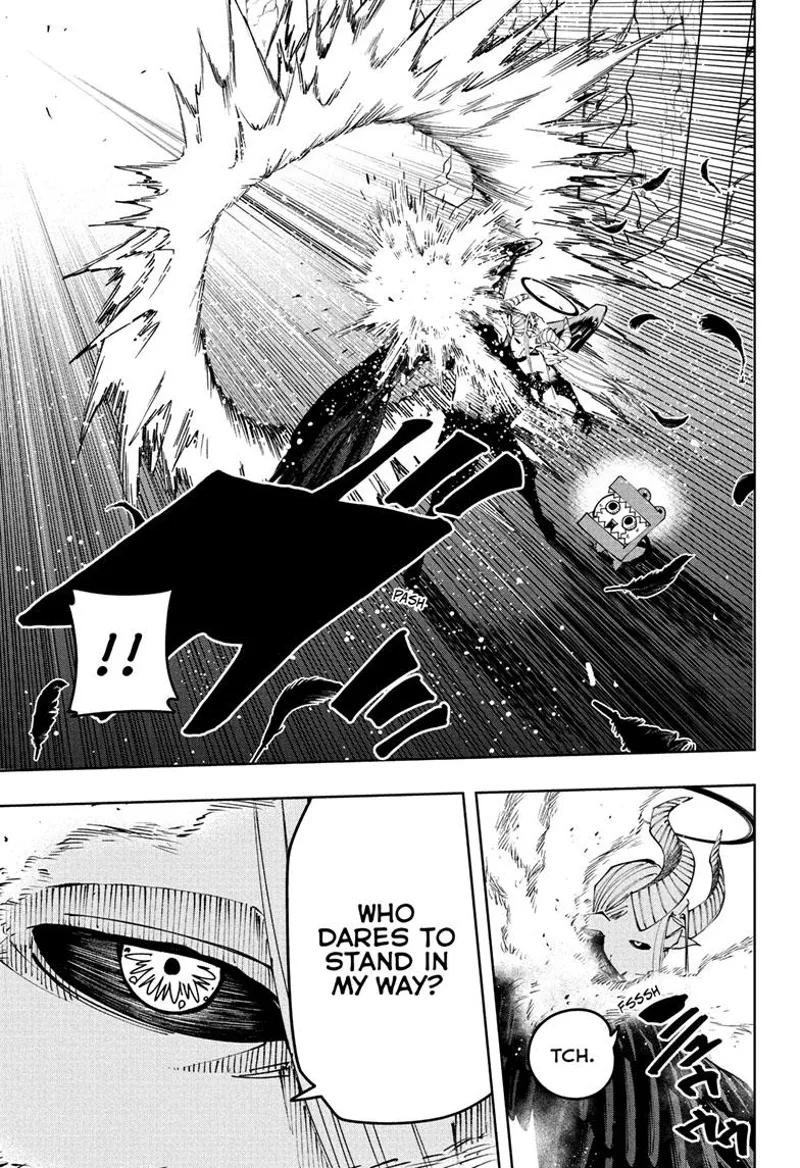 PASH
!!
TCH.
FSSSH
WHO
DARES TO
STAND IN
MY WAY?